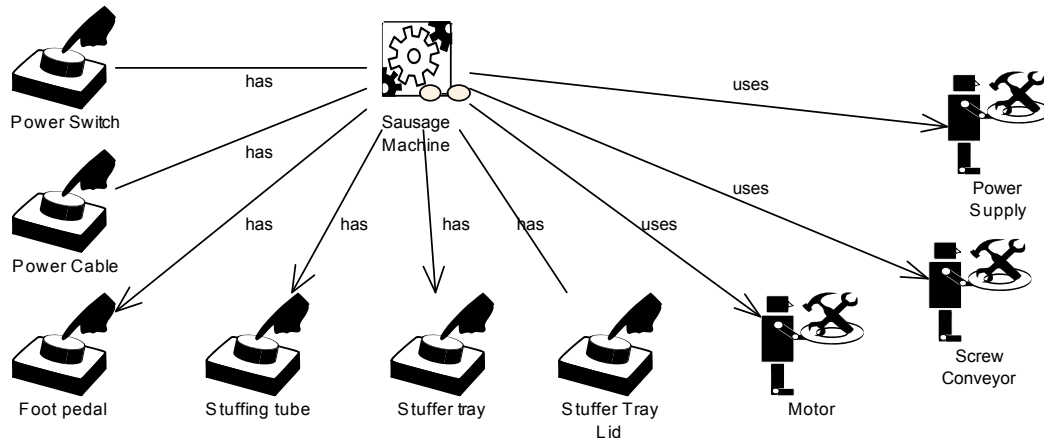 has
uses
Power Switch
Sausage
Machine
has
Power
Supply
uses
has
has
has
has
uses
Power Cable
Screw
Conveyor
Foot pedal
Stuffing tube
Stuffer tray
Stuffer Tray
Lid
Motor